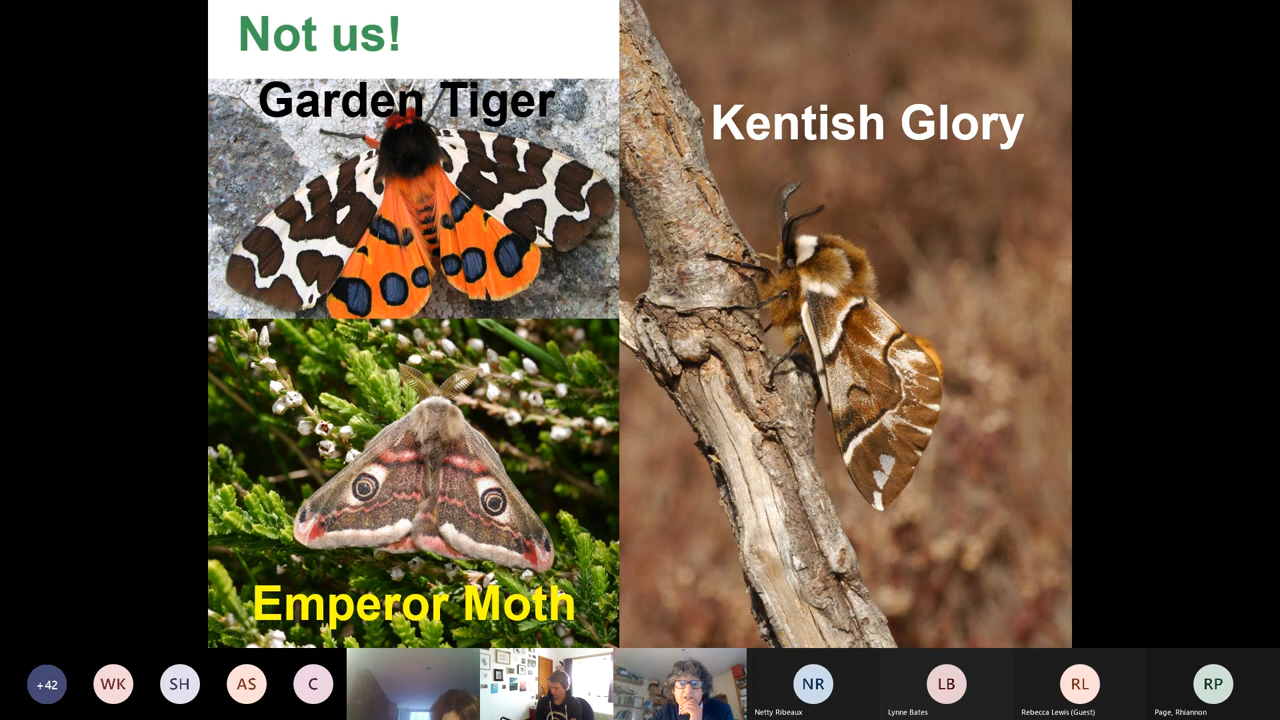 Not us!
Garden Tiger
Kentish Glory
Emperor Moth
+42
WK
SH
AS
C
NR
LB
RL
RP
Netty Ribeaux
Lynne Bates
Rebecca Lewis (Guest)
Page, Rhiannon